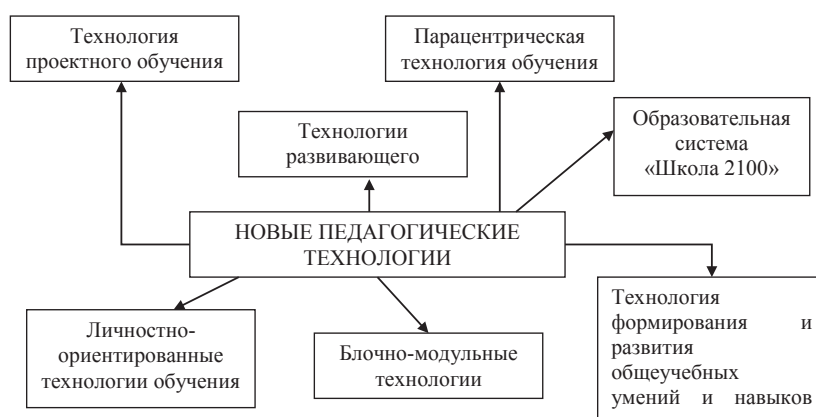 Технология
проектного обучения
Парацентрическая
технология обучения
Технологии
развивающего
Образовательная
система
«Школа 2100»
НОВЫЕ ПЕДАГОГИЧЕСКИЕ
ТЕХНОЛОГИИ
Личностно-
ориентированные
технологии обучения
Блочно-модульные
технологии
Технология
формирования и
развития
общеучебных
умений и навыков